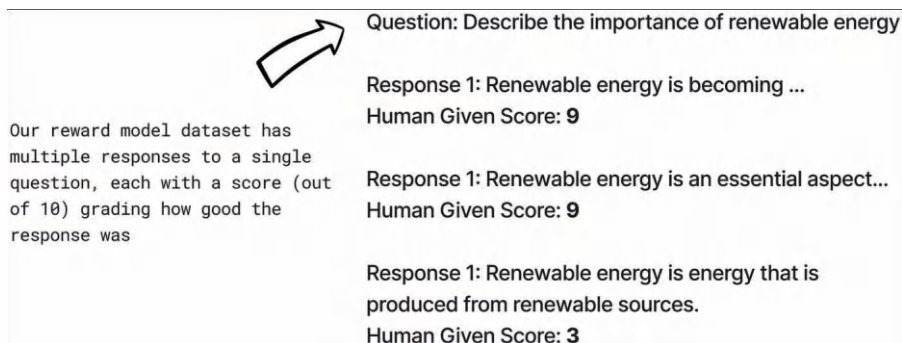 Question: Describe the importance of renewable energy
Response 1: Renewable energy is becoming ...
Human Given Score: 9
Our reward model dataset has
multiple responses to a single
question, each with a score (out
of 10) grading how good the
response was
Response 1: Renewable energy is an essential aspect...
Human Given Score: 9
Response 1: Renewable energy is energy that is
produced from renewable sources.
Human Given Score: 3